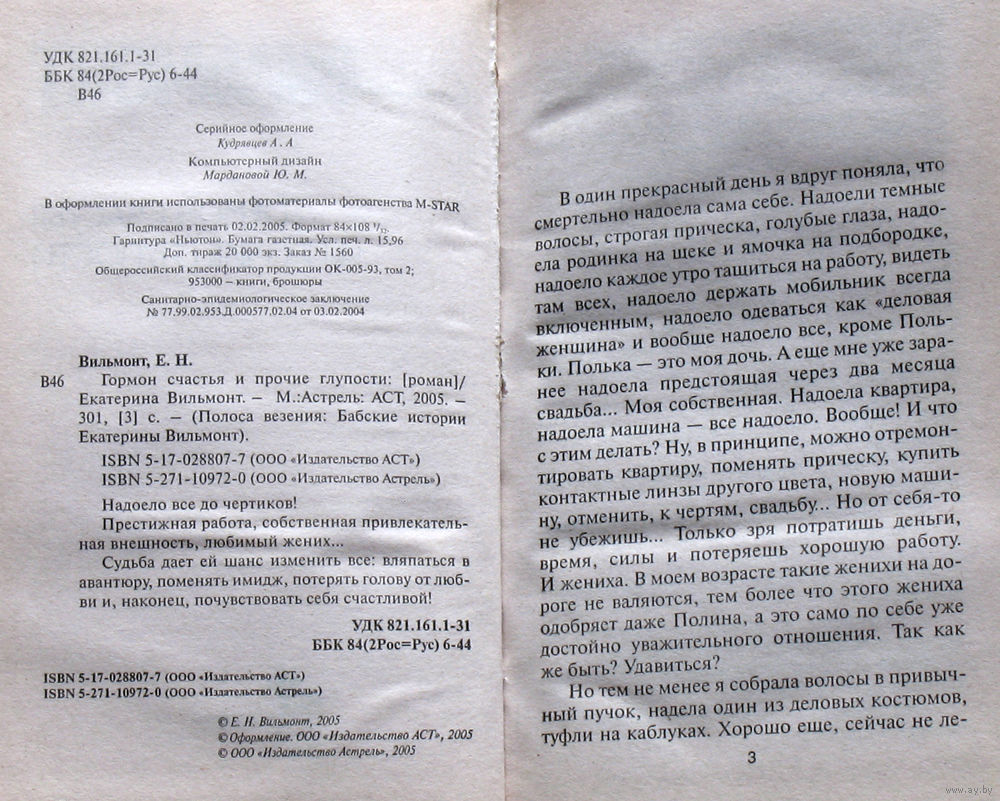 УДК 821.161.1-31
ББК 84(2Рос=Рус) 6-44
В46
Серийное оформление
Кудрявцев А. А
Компьютерный дизайн
Мардановой Ю. М.
В оформлении книги использованы фотоматериалы фотоагенства M-STAR
Подписано в печать 02.02.2005. Формат 84×108 1/32.
Гарнитура «Ньютон». Бумага газетная. Усл. печ. л. 15,96
Доп. тираж 20 000 экз. Заказ № 1560
Общероссийский классификатор продукции ОК-005-93, том 2;
953000 – книги, брошюры
Санитарно-эпидемиологическое заключение
№ 77.99.02.953.Д.000577.02.04 от 03.02.2004
Вильмонт, Е. Н.
В46 Гормон счастья и прочие глупости: [роман]/
Екатерина Вильмонт. – М.:Астрель: АСТ, 2005. –
301, [3] с. – (Полоса везения: Бабские истории
Екатерины Вильмонт).
ISBN 5-17-028807-7 (ООО «Издательство АСТ»)
ISBN 5-271-10972-0 (ООО «Издательство Астрель»)
Надоело все до чертиков!
Престижная работа, собственная привлекатель-
ная внешность, любимый жених...
Судьба дает ей шанс изменить все: вляпаться в
авантюру, поменять имидж, потерять голову от люб-
ви и, наконец, почувствовать себя счастливой!
УДК 821.161.1-31
ББК 84(2Рос=Рус) 6-44
ISBN 5-17-028807-7 (ООО «Издательство АСТ»)
ISBN 5-271-10972-0 (ООО «Издательство Астрель»)
© Е. Н. Вильмонт, 2005
© Оформление. ООО «Издательство АСТ», 2005
© ООО «Издательство Астрель», 2005
В один прекрасный день я вдруг поняла, что
смертельно надоела сама себе. Надоели темные
волосы, строгая прическа, голубые глаза, надо-
ела родинка на щеке и ямочка на подбородке,
надоело каждое утро тащиться на работу, видеть
там всех, надоело держать мобильник всегда
включенным, надоело одеваться как «деловая
женщина» и вообще надоело все, кроме Поль-
ки. Полька — это моя дочь. А еще мне уже зара-
нее надоела предстоящая через два месяца
свадьба... Моя собственная. Надоела квартира,
надоела машина — все надоело. Вообще! И что
с этим делать? Ну, в принципе, можно отремон-
тировать квартиру, поменять прическу, купить
контактные линзы другого цвета, новую маши-
ну, отменить, к чертям, свадьбу... Но от себя-то
не убежишь... Только зря потратишь деньги,
время, силы и потеряешь хорошую работу.
И жениха. В моем возрасте такие женихи на до-
роге не валяются, тем более что этого жениха
одобряет даже Полина, а это само по себе уже
достойно уважительного отношения. Так как
же быть? Удавиться?
Но тем не менее я собрала волосы в привыч-
ный пучок, надела один из деловых костюмов,
туфли на каблуках. Хорошо еще, сейчас не ле-
3
www.ay.by